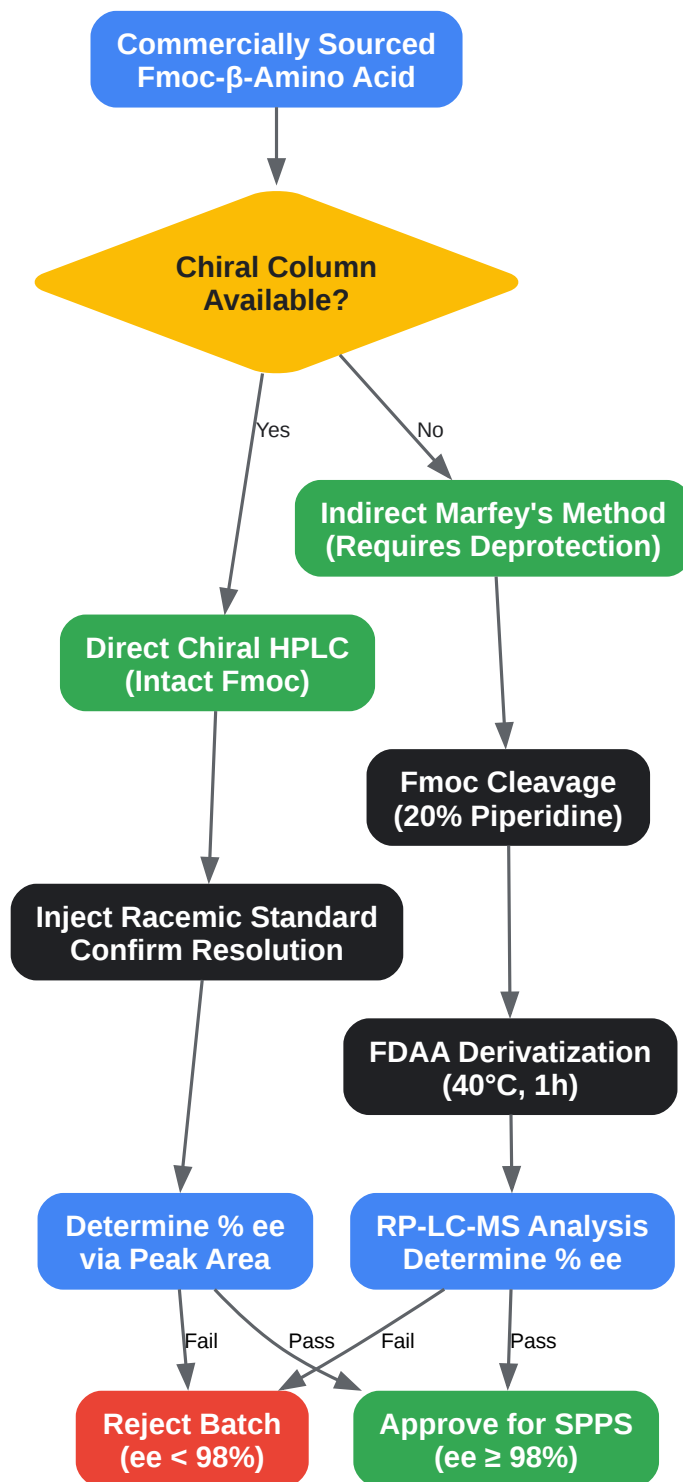 Commercially Sourced
Fmoc-β-Amino Acid
Chiral Column
Available?
Yes
No
Indirect Marfey's Method
(Requires Deprotection)
Direct Chiral HPLC
(Intact Fmoc)
Fmoc Cleavage
(20% Piperidine)
Inject Racemic Standard
Confirm Resolution
FDAA Derivatization
(40°C, 1h)
Determine % ee
via Peak Area
RP-LC-MS Analysis
Determine % ee
Fail
Pass
Fail
Pass
Reject Batch
(ee < 98%)
Approve for SPPS
(ee ≥ 98%)